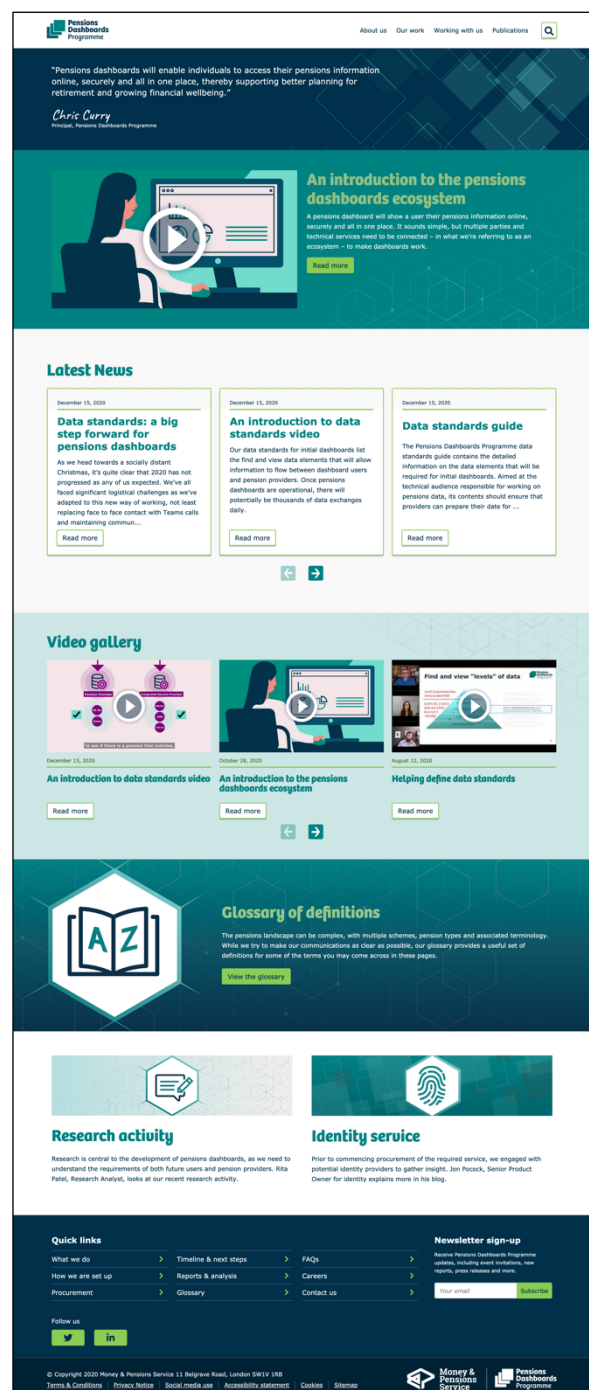 Pensions
Dashboards
Programme
About us Our work Working with us Publications
“Pensions dashboards will enable individuals to access their pensions information
online, securely and all in one place, thereby supporting better planning for
retirement and growing financial wellbeing.”
Chris Curry
Principal, Pensions Dashboards Programme
An introduction to the pensions
dashboards ecosystem
A pensions dashboard will show a user their pensions information online,
securely and all in one place. It sounds simple, but multiple parties and
technical services need to be connected – in what we're referring to as an
ecosystem – to make dashboards work.
Read more
Latest News
December 15, 2020
Data standards: a big
step forward for
pensions dashboards
As we head towards a socially distant
Christmas, it's quite clear that 2020 has not
progressed as any of us expected. We've all
faced significant logistical challenges as we've
adapted to this new way of working, not least
replacing face to face contact with Teams calls
and maintaining commun...
Read more
December 15, 2020
An introduction to data
standards video
Our data standards for initial dashboards list
the find and view data elements that will allow
information to flow between dashboard users
and pension providers. Once pensions
dashboards are operational, there will
potentially be thousands of data exchanges
daily.
Read more
December 15, 2020
Data standards guide
The Pensions Dashboards Programme data
standards guide contains the detailed
information on the data elements that will be
required for initial dashboards. Aimed at the
technical audience responsible for working on
pensions data, its contents should ensure that
providers can prepare their date for ...
Read more
Video gallery
Pension Provider
Integrated Service Provider
to see if there is a pension that matches.
December 15, 2020
An introduction to data standards video
Read more
October 26, 2020
An introduction to the pensions
dashboards ecosystem
Read more
Find and view “levels” of data
Pensions
Dashboards
Programme
August 12, 2020
Helping define data standards
Read more
A Z
Glossary of definitions
The pensions landscape can be complex, with multiple schemes, pension types and associated terminology.
While we try to make our communications as clear as possible, our glossary provides a useful set of
definitions for some of the terms you may come across in these pages.
View the glossary
Research activity
Research is central to the development of pensions dashboards, as we need to
understand the requirements of both future users and pension providers. Rita
Patel, Research Analyst, looks at our recent research activity.
Identity service
Prior to commencing procurement of the required service, we engaged with
potential identity providers to gather insight. Jon Pocock, Senior Product
Owner for identity explains more in his blog.
Quick links
What we do
How we are set up
Procurement
Timeline & next steps
Reports & analysis
Glossary
FAQs
Careers
Contact us
Newsletter sign-up
Receive Pensions Dashboards Programme
updates, including event invitations, new
reports, press releases and more.
Your email
Subscribe
Follow us
in
© Copyright 2020 Money & Pensions Service 11 Belgrave Road, London SW1V 1RB
Terms & Conditions Privacy Notice Social media use Accessibility statement Cookies Sitemap
Money &
Pensions
Service
Pensions
Dashboards
Programme